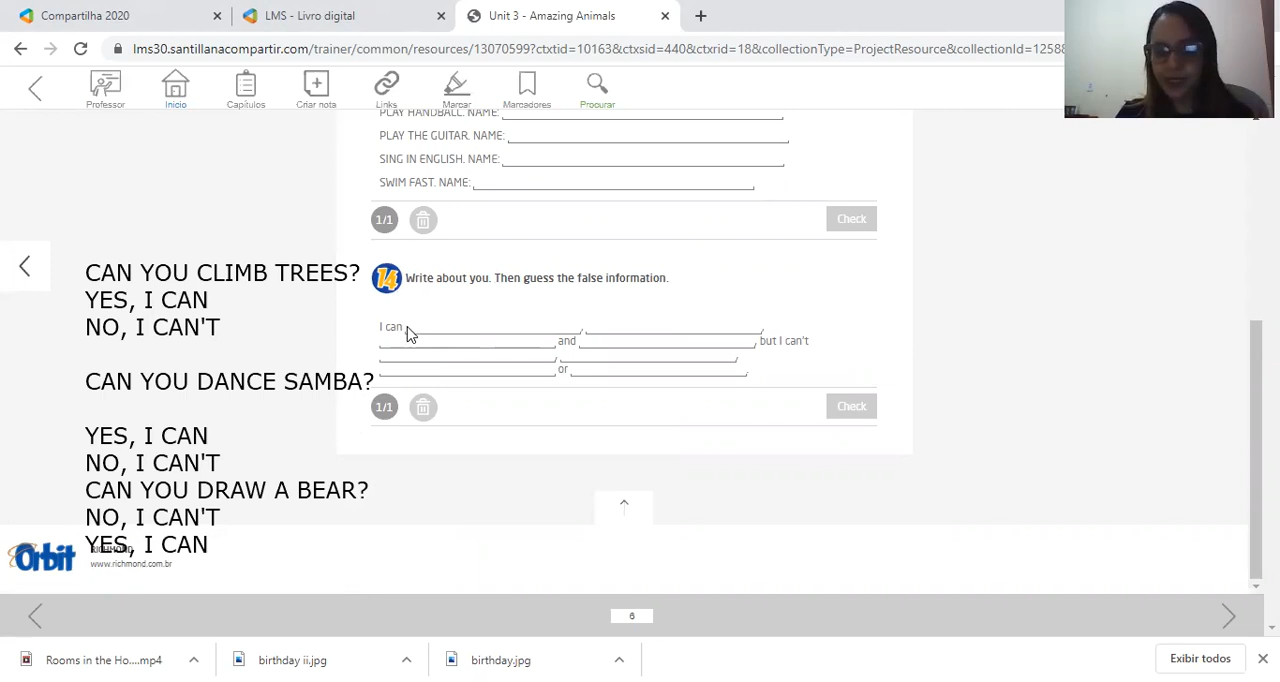 Compartilha 2020
LMS - Livro digital
Unit 3 - Amazing Animals
lms30.santillanacompartir.com/trainer/common/resources/13070599?ctxtid=10163&ctxsid=440&ctxrid=18&collectionType=ProjectResource&collectionId=12588
Professor
Início
Capítulos
Criar nota
Links
Marcar
Marcadores
Procurar
PLAY HANDBALL. NAME:
PLAY THE GUITAR. NAME:
SING IN ENGLISH. NAME:
SWIM FAST. NAME:
1/1
Check
14 Write about you. Then guess the false information.
I can , ,
and , but I can't
, ,
or .
1/1
Check
CAN YOU CLIMB TREES?
YES, I CAN
NO, I CAN'T
CAN YOU DANCE SAMBA?
YES, I CAN
NO, I CAN'T
CAN YOU DRAW A BEAR?
NO, I CAN'T
YES, I CAN
Orbit
RICHMOND
www.richmond.com.br
6
Rooms in the Ho....mp4
birthday ii.jpg
birthday.jpg
Exibir todos